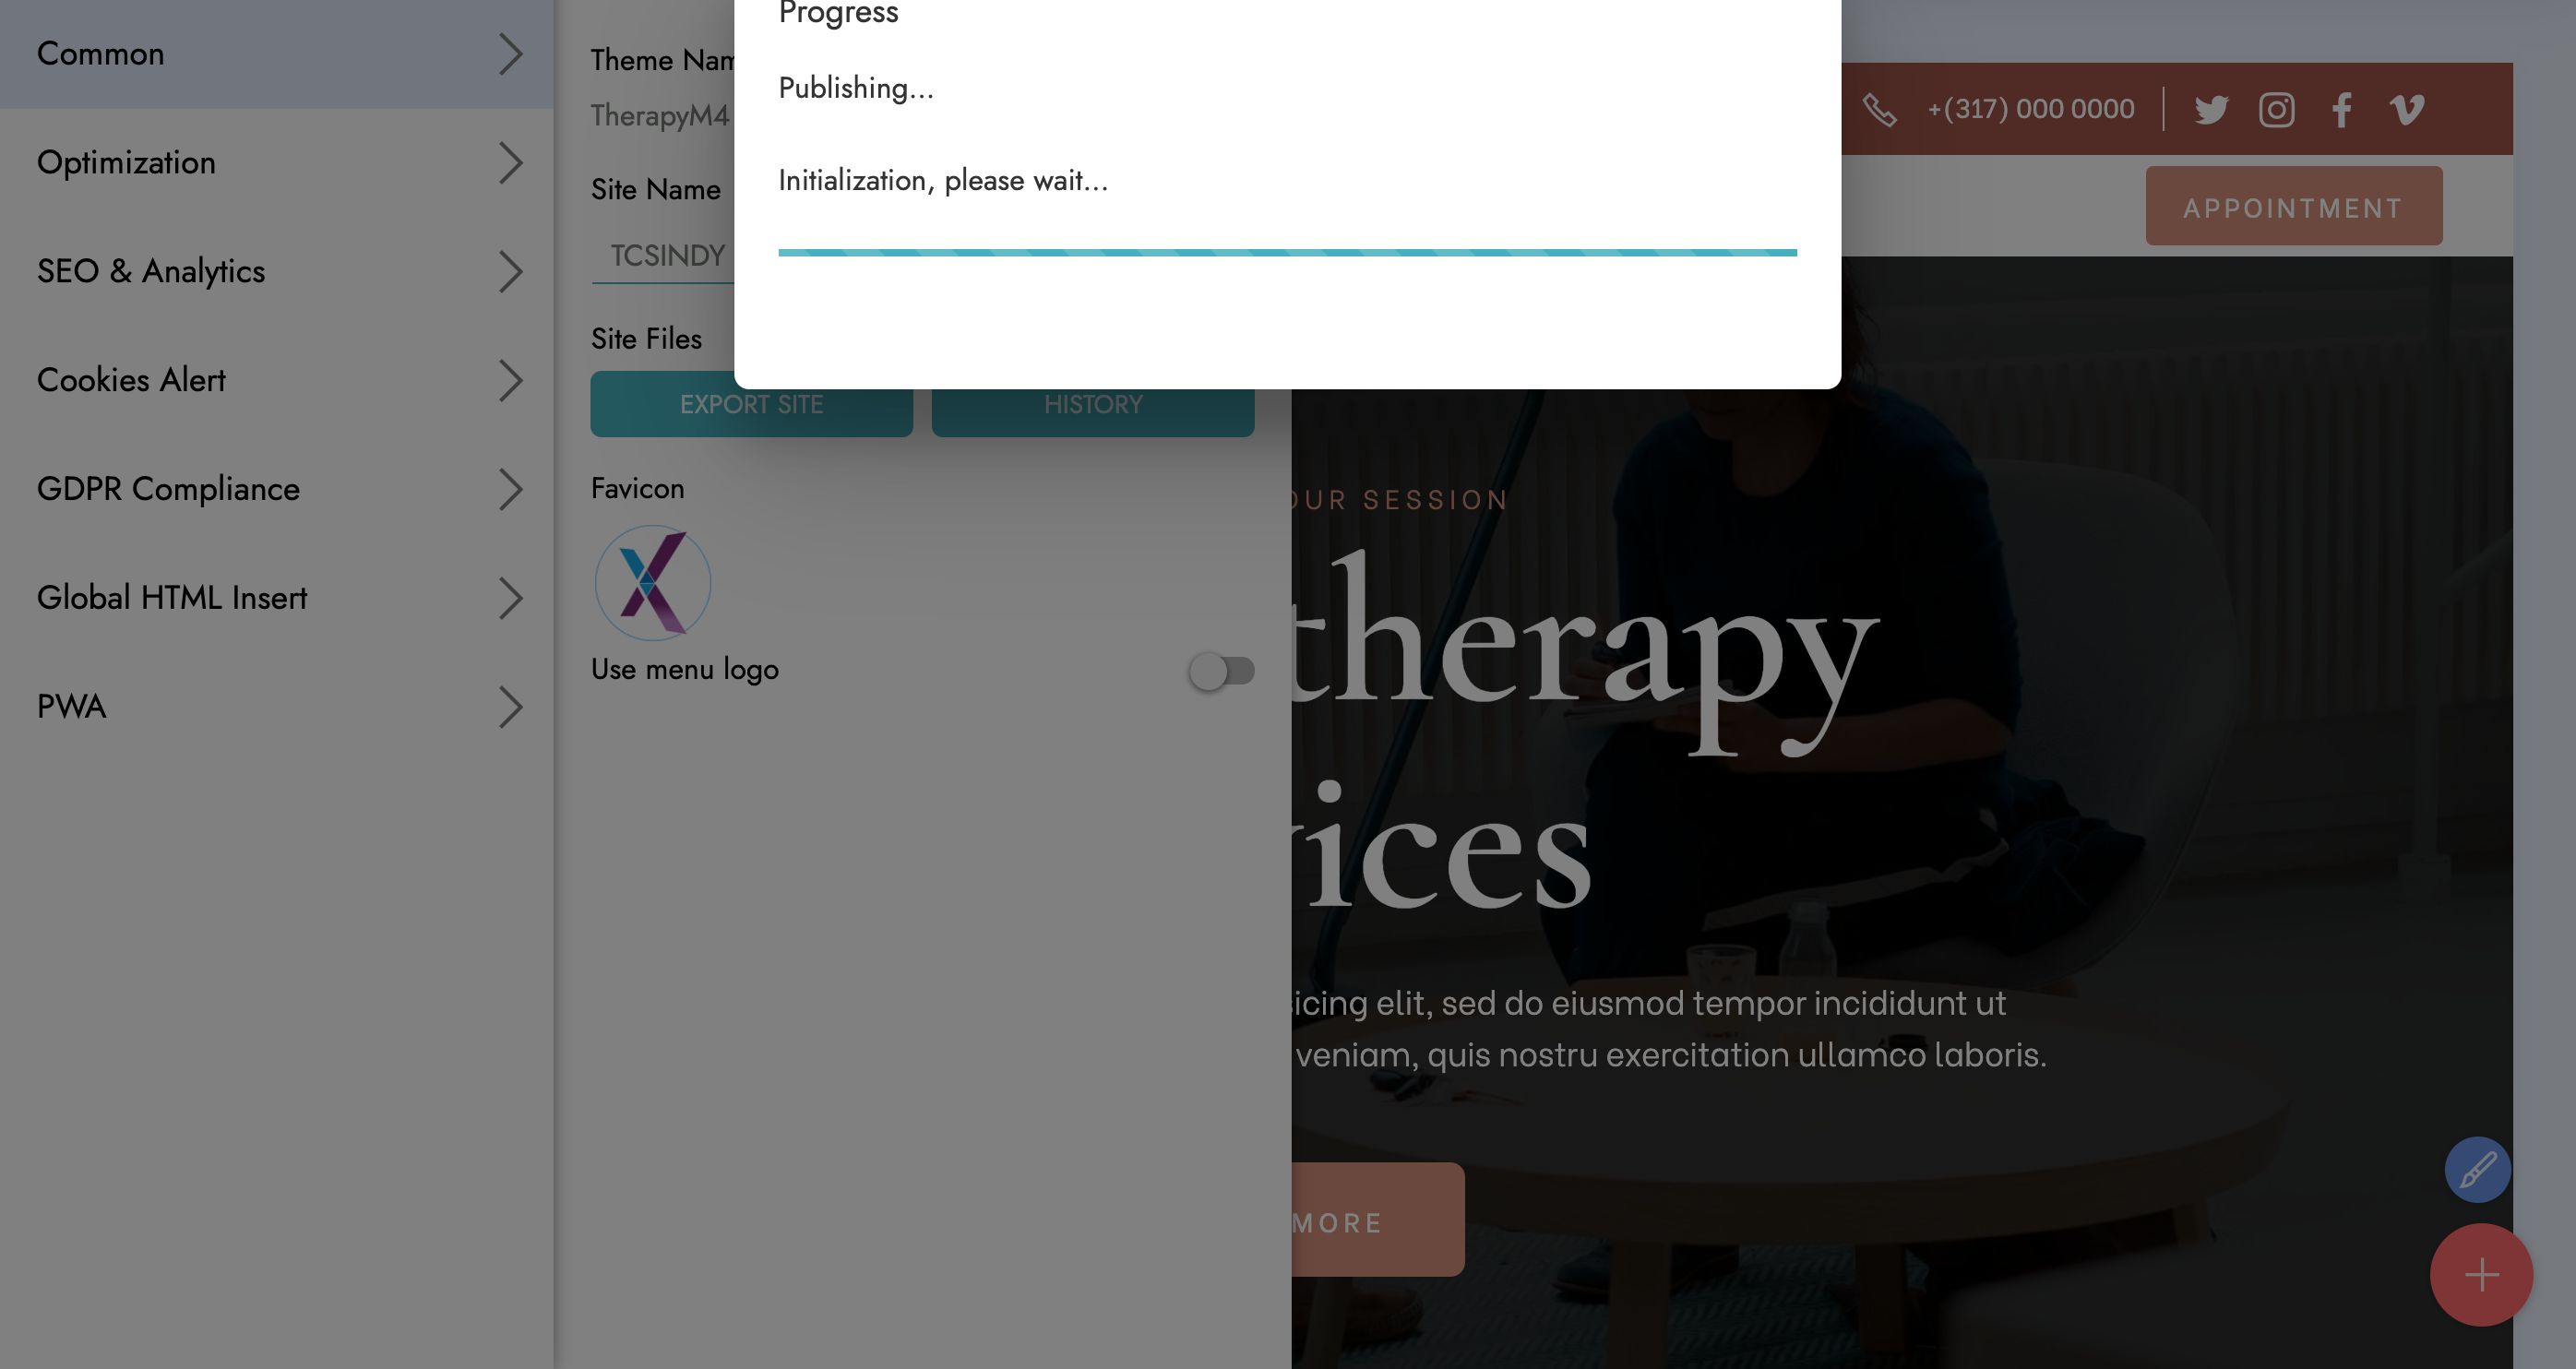 Common
Optimization
SEO & Analytics
Cookies Alert
GDPR Compliance
Global HTML Insert
PWA
Theme Nam
TherapyM4
Site Name
TCSINDY
Site Files
EXPORT SITE
HISTORY
Favicon
Use menu logo
Progress
Publishing...
Initialization, please wait...
+(317) 000 0000
APPOINTMENT
OUR SESSION
therapy
ices
sicing elit, sed do eiusmod tempor incididunt ut
veniam, quis nostru exercitation ullamco laboris.
MORE